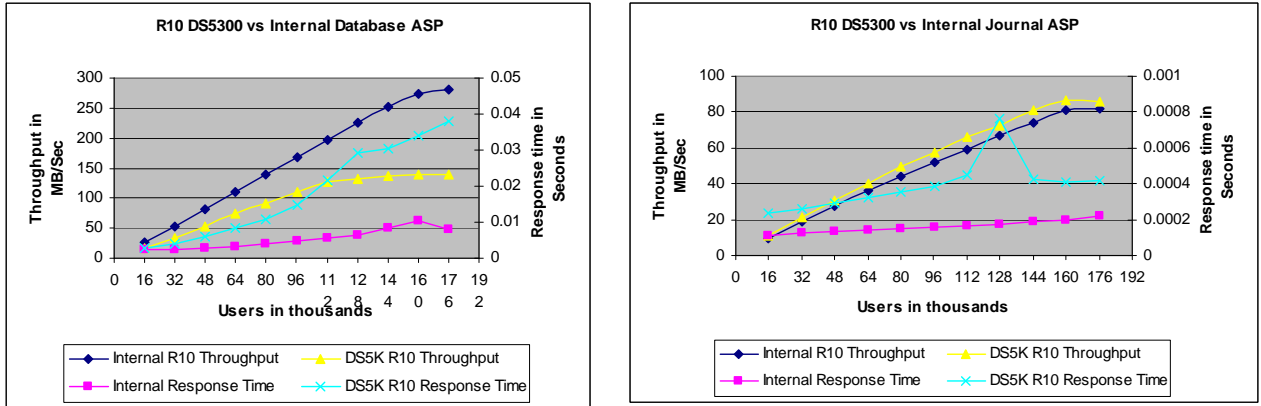 R10 DS5300 vs Internal Database ASP
Throughput in
MB/Sec
300
250
200
150
100
50
0
0.05
0.04
0.03
0.02
0.01
0
Response time in
Seconds
0 16 32 48 64 80 96 11 12 14 16 17 19
2 8 4 0 6 2
Users in thousands
Internal R10 Throughput DS5K R10 Throughput
Internal Response Time DS5K R10 Response Time
R10 DS5300 vs Internal Journal ASP
Throughput in
MB/Sec
100
80
60
40
20
0
0.001
0.0008
0.0006
0.0004
0.0002
0
Response time in
Seconds
0 16 32 48 64 80 96 112 128 144 160 176 192
Users in thousands
Internal R10 Throughput DS5K R10 Throughput
Internal Response Time DS5K R10 Response Time